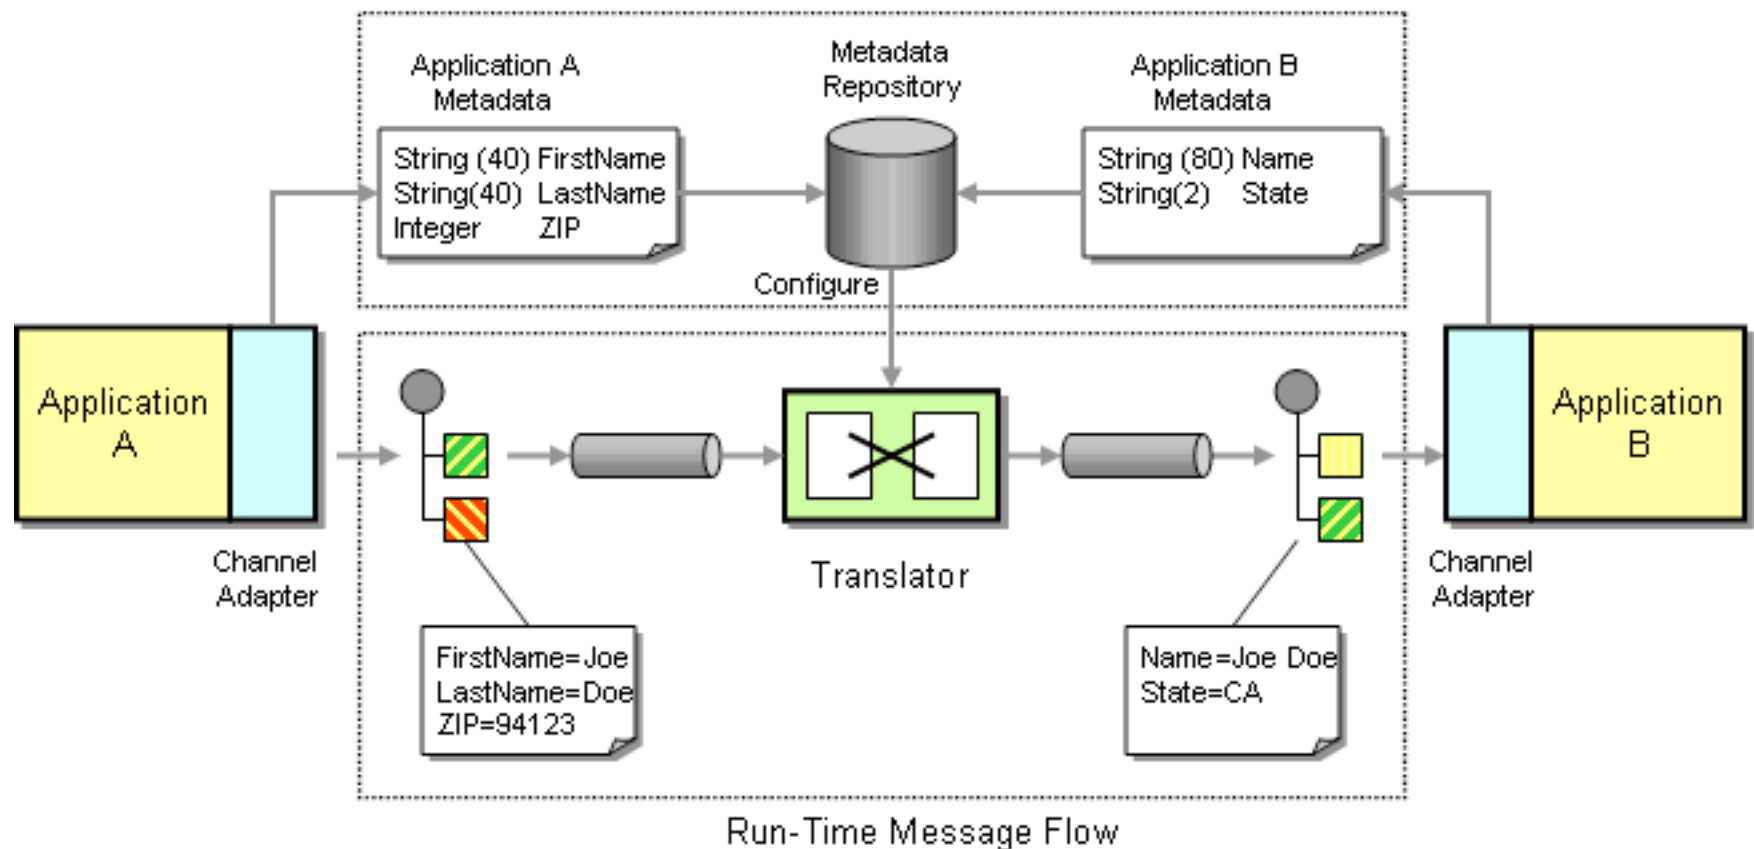 Application A
Metadata
Metadata
Repository
Application B
Metadata
String (40) FirstName
String(40) LastName
Integer ZIP
String (80) Name
String(2) State
Configure
Application
A
Application
B
Channel
Adapter
Translator
Channel
Adapter
FirstName=Joe
LastName=Doe
ZIP=94123
Name=Joe Doe
State=CA
Run-Time Message Flow